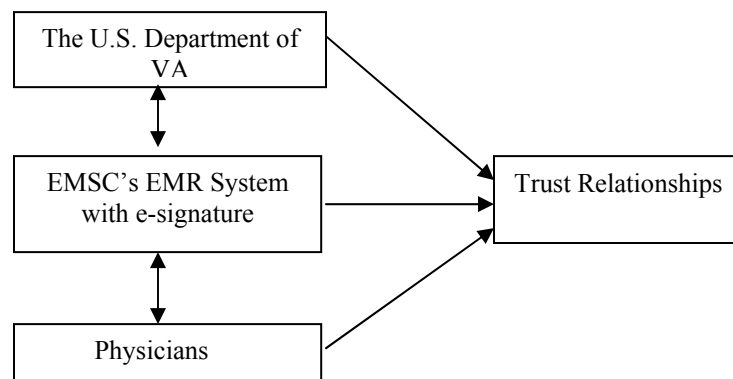 The U.S. Department of
VA
EMSC’s EMR System
with e-signature
Trust Relationships
Physicians